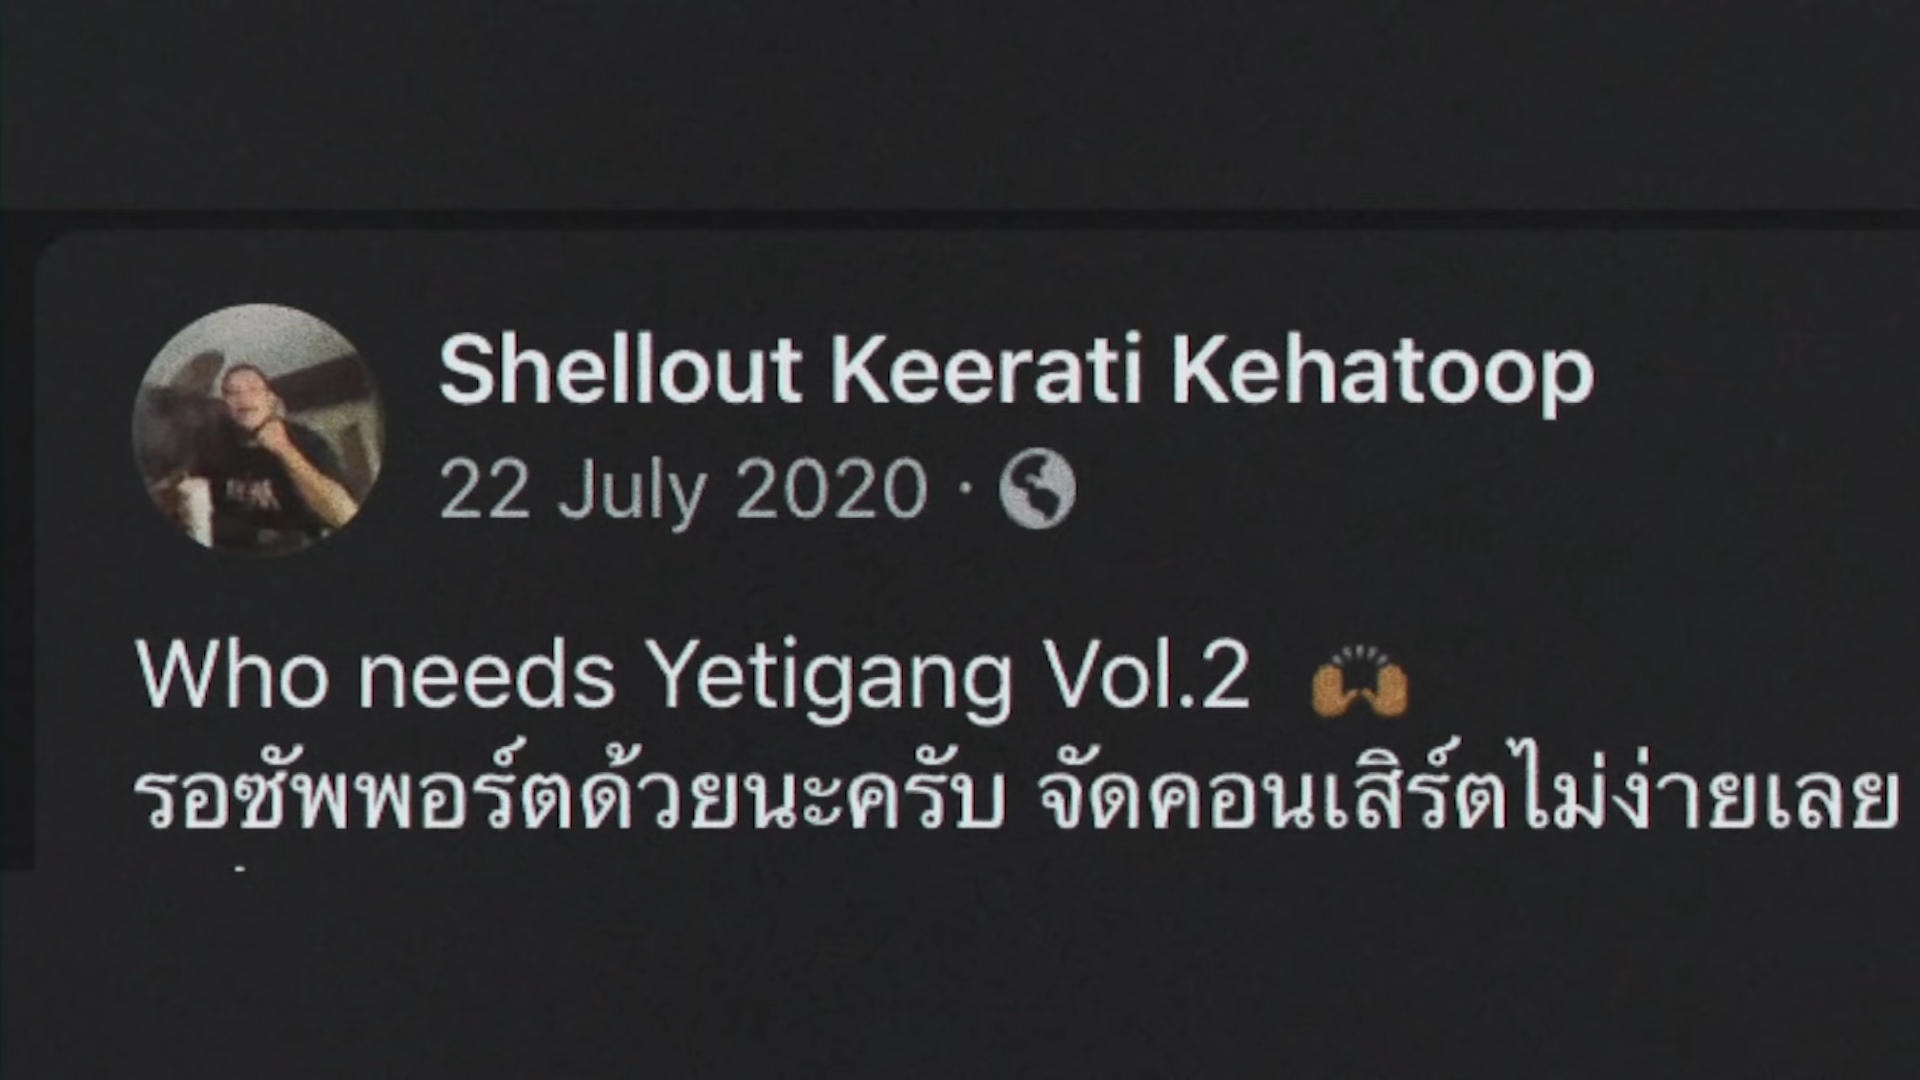 Shellout Keerati Kehatoop
22 July 2020 ·
Who needs Yetigang Vol.2 🙌🏾
รอซัพพอร์ตด้วยนะครับ จัดคอนเสิร์ตไม่ง่ายเลย